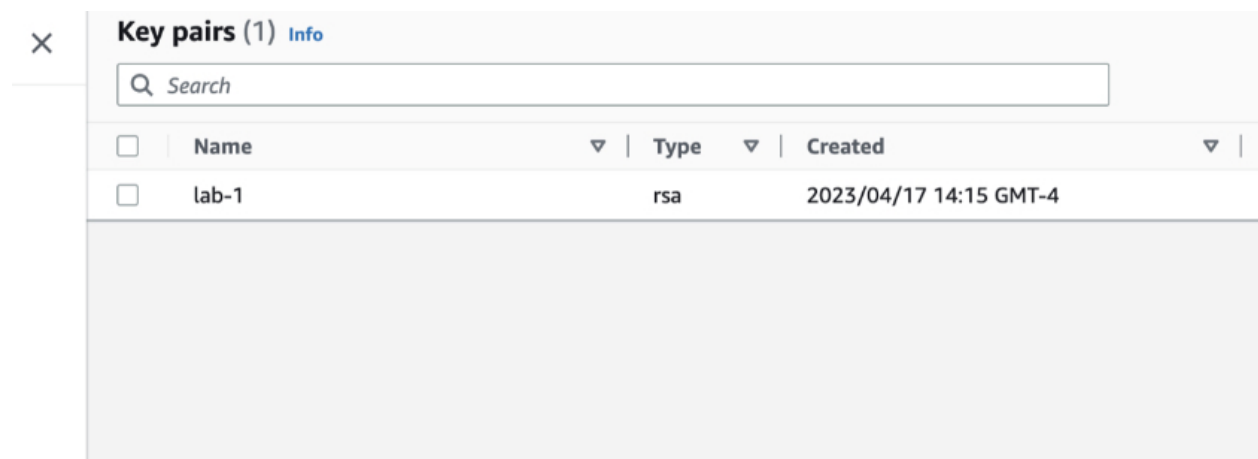 Key pairs (1) Info
Search
Name Type Created
lab-1 rsa 2023/04/17 14:15 GMT-4